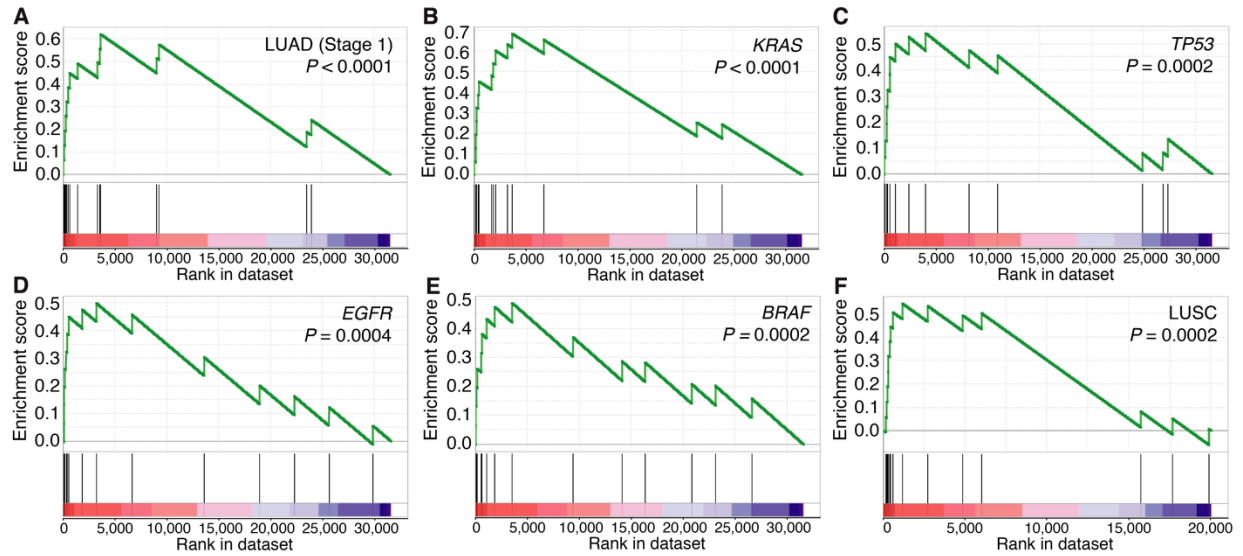 A
LUAD (Stage 1)
P < 0.0001
Enrichment score
0.6
0.5
0.4
0.3
0.2
0.1
0.0
0 5,000 10,000 15,000 20,000 25,000 30,000
Rank in dataset
B
KRAS
P < 0.0001
Enrichment score
0.7
0.6
0.5
0.4
0.3
0.2
0.1
0.0
0 5,000 10,000 15,000 20,000 25,000 30,000
Rank in dataset
C
TP53
P = 0.0002
Enrichment score
0.5
0.4
0.3
0.2
0.1
0.0
0 5,000 10,000 15,000 20,000 25,000 30,000
Rank in dataset
D
EGFR
P = 0.0004
Enrichment score
0.5
0.4
0.3
0.2
0.1
0.0
0 5,000 10,000 15,000 20,000 25,000 30,000
Rank in dataset
E
BRAF
P = 0.0002
Enrichment score
0.5
0.4
0.3
0.2
0.1
0.0
0 5,000 10,000 15,000 20,000 25,000 30,000
Rank in dataset
F
LUSC
P = 0.0002
Enrichment score
0.5
0.4
0.3
0.2
0.1
0.0
0 5,000 10,000 15,000 20,000
Rank in dataset